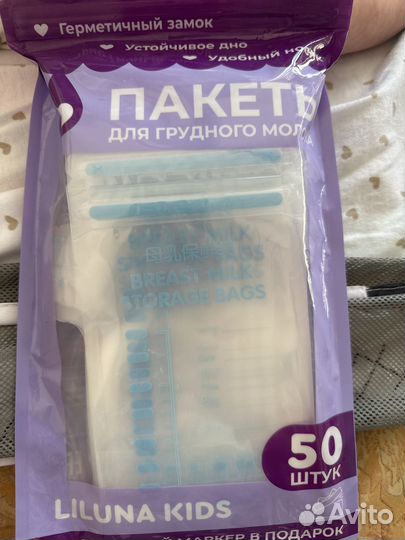 Герметичный замок
Устойчивое дно
Удобный но
ПАКЕТЫ
ДЛЯ ГРУДНОГО МОЛ
BREAST MILK
STORAGE BAGS
50
ШТУК
LILUNA KIDS
МАРКЕР В ПОДАРОК
Avito